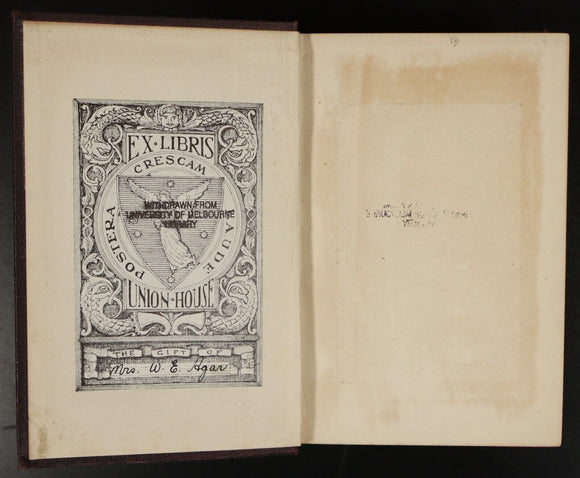 EX·LIBRIS
CRESCAM
WITHDRAWN FROM
UNIVERSITY OF MELBOURNE
LIBRARY
POSTERA
LAUDE
UNION·HOUSE
THE GIFT OF
Mrs. W. E. Agar